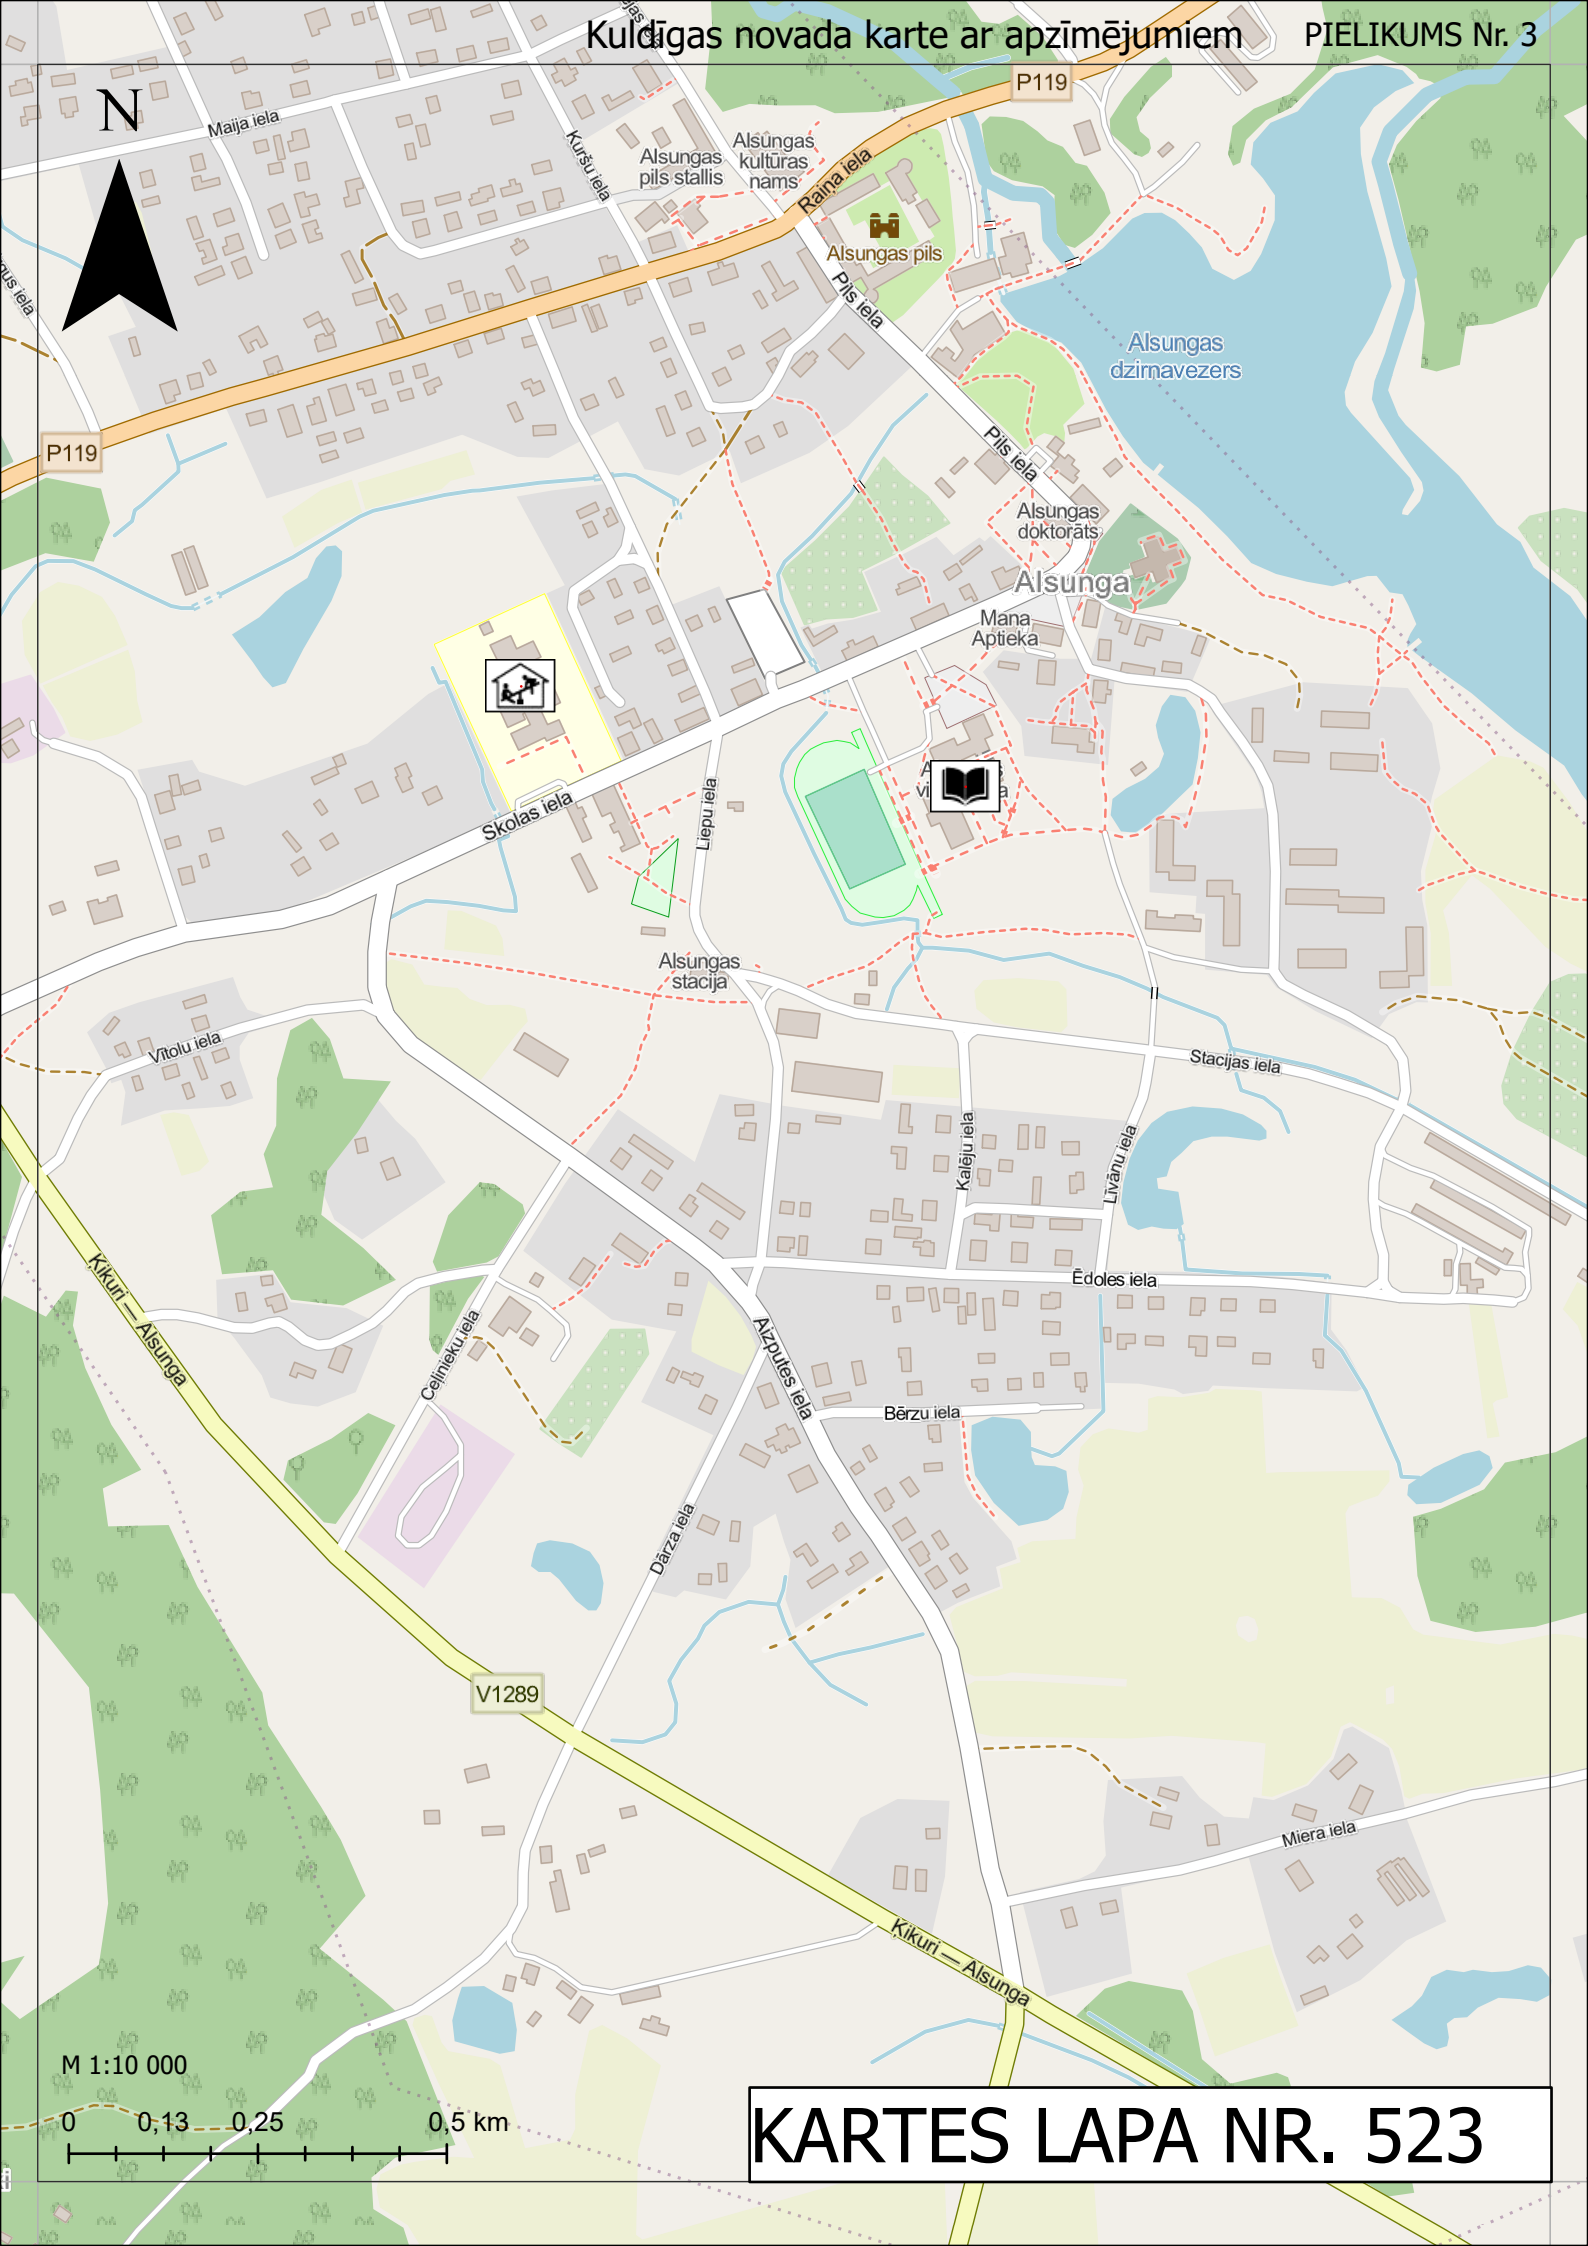 Kuldīgas novada karte ar apzīmējumiem
PIELIKUMS Nr. 3
P119
N
Maija iela
Kuršu iela
Alsungas
pils stallis
Alsungas
kultūras
nams
Raiņa iela
Alsungas pils
Pils iela
Alsungas
dzirnavezers
P119
Pils iela
Alsungas
doktorāts
Alsunga
Mana
Aptieka
Skolas iela
Liepu iela
Alsungas
stacija
Vītolu iela
Stacijas iela
Kalēju iela
Līvānu iela
Ēdoles iela
Ķikuri — Alsunga
Ceļinieku iela
Aizputes iela
Bērzu iela
Dārza iela
V1289
Miera iela
Ķikuri — Alsunga
M 1:10 000
0 0,13 0,25 0,5 km
KARTES LAPA NR. 523